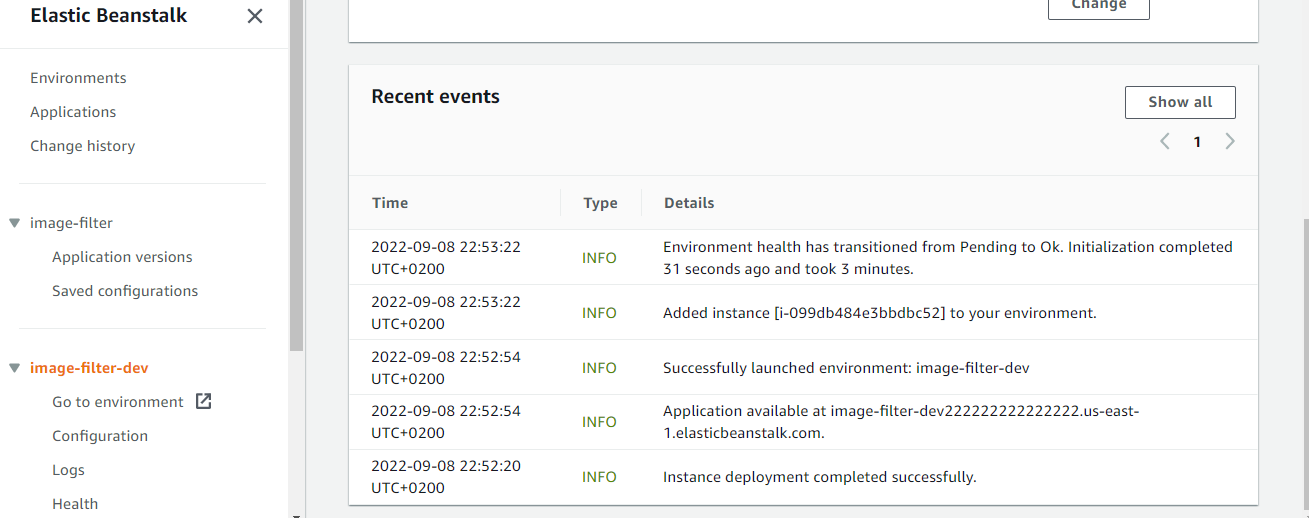 Elastic Beanstalk
Environments
Applications
Change history
image-filter
Application versions
Saved configurations
image-filter-dev
Go to environment
Configuration
Logs
Health
Change
Recent events
Show all
1
Time Type Details
2022-09-08 22:53:22 UTC+0200 INFO Environment health has transitioned from Pending to Ok. Initialization completed
31 seconds ago and took 3 minutes.
2022-09-08 22:53:22 UTC+0200 INFO Added instance [i-099db484e3bbdbc52] to your environment.
2022-09-08 22:52:54 UTC+0200 INFO Successfully launched environment: image-filter-dev
2022-09-08 22:52:54 UTC+0200 INFO Application available at image-filter-dev222222222222222.us-east-
1.elasticbeanstalk.com.
2022-09-08 22:52:20 UTC+0200 INFO Instance deployment completed successfully.